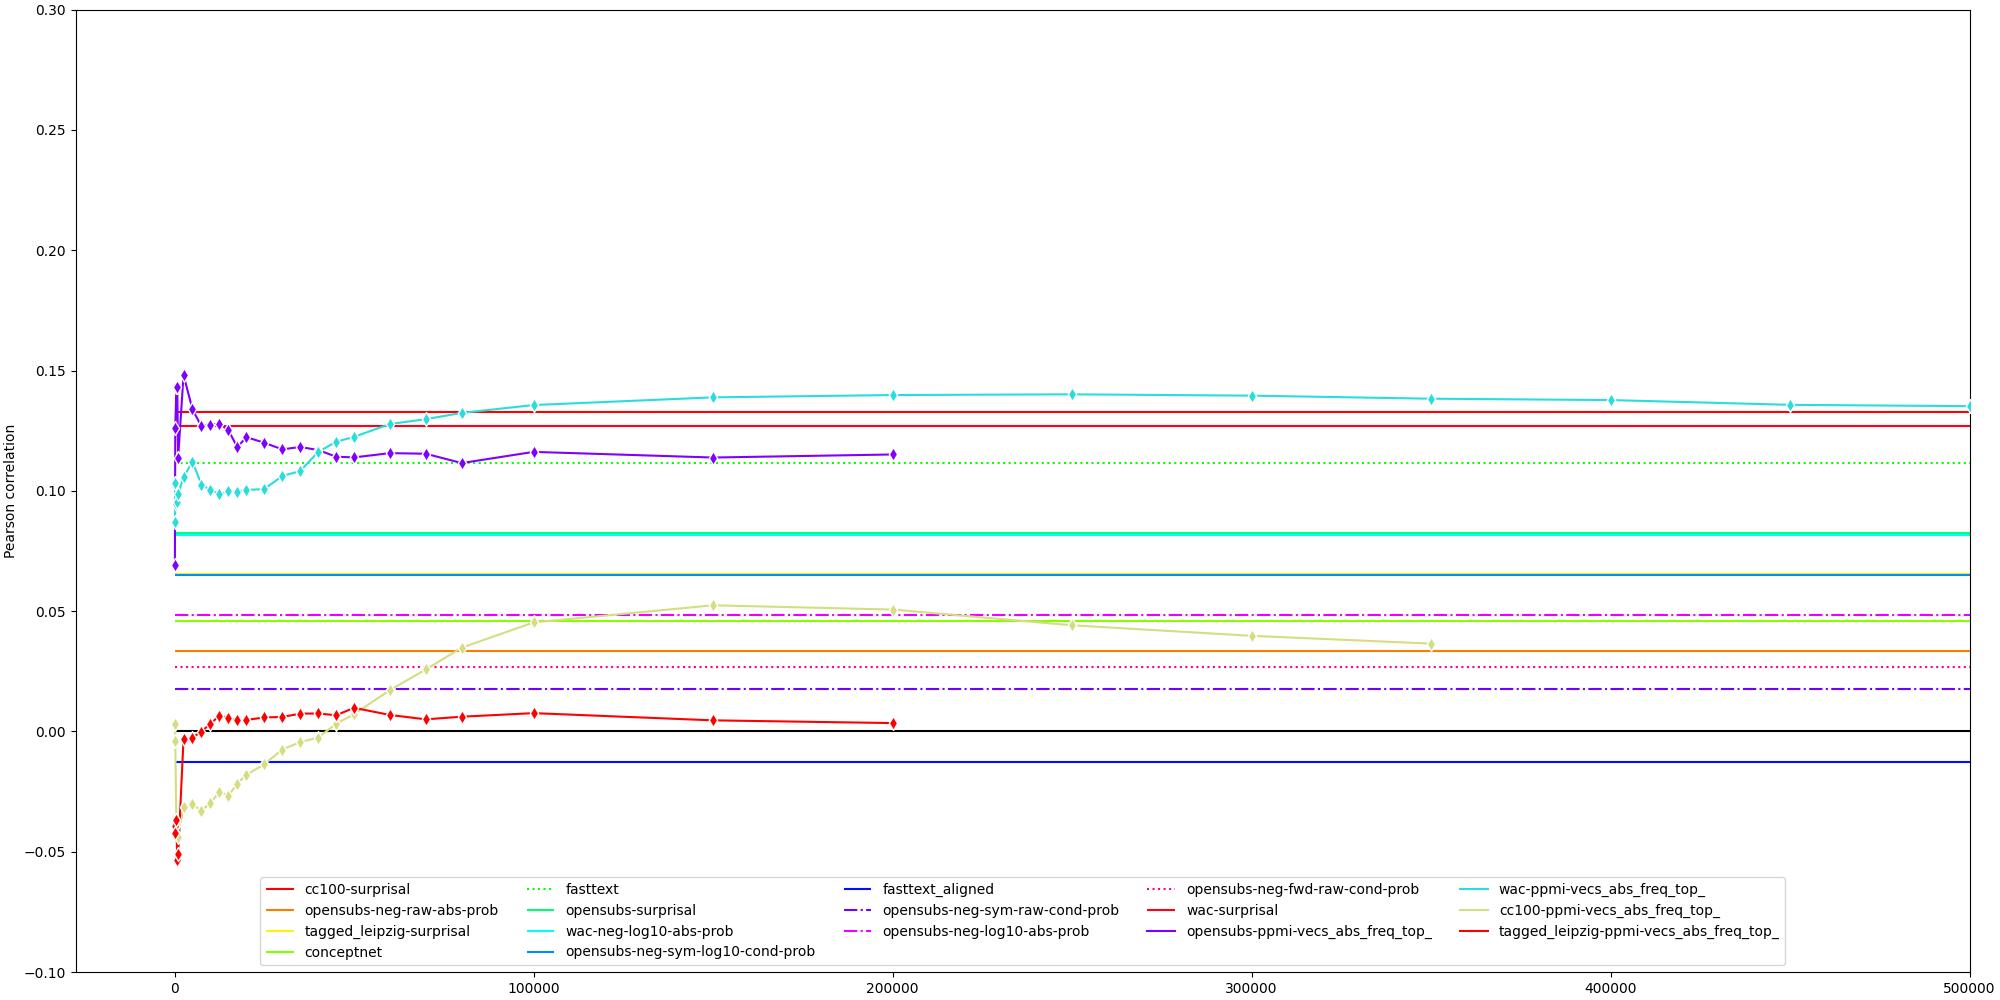 0.30
0.25
0.20
0.15
0.10
0.05
0.00
−0.05
−0.10
Pearson correlation
0
100000
200000
300000
400000
500000
cc100-surprisal
opensubs-neg-raw-abs-prob
tagged_leipzig-surprisal
conceptnet
fasttext
opensubs-surprisal
wac-neg-log10-abs-prob
opensubs-neg-sym-log10-cond-prob
fasttext_aligned
opensubs-neg-sym-raw-cond-prob
opensubs-neg-log10-abs-prob
opensubs-neg-fwd-raw-cond-prob
wac-surprisal
opensubs-ppmi-vecs_abs_freq_top_
wac-ppmi-vecs_abs_freq_top_
cc100-ppmi-vecs_abs_freq_top_
tagged_leipzig-ppmi-vecs_abs_freq_top_